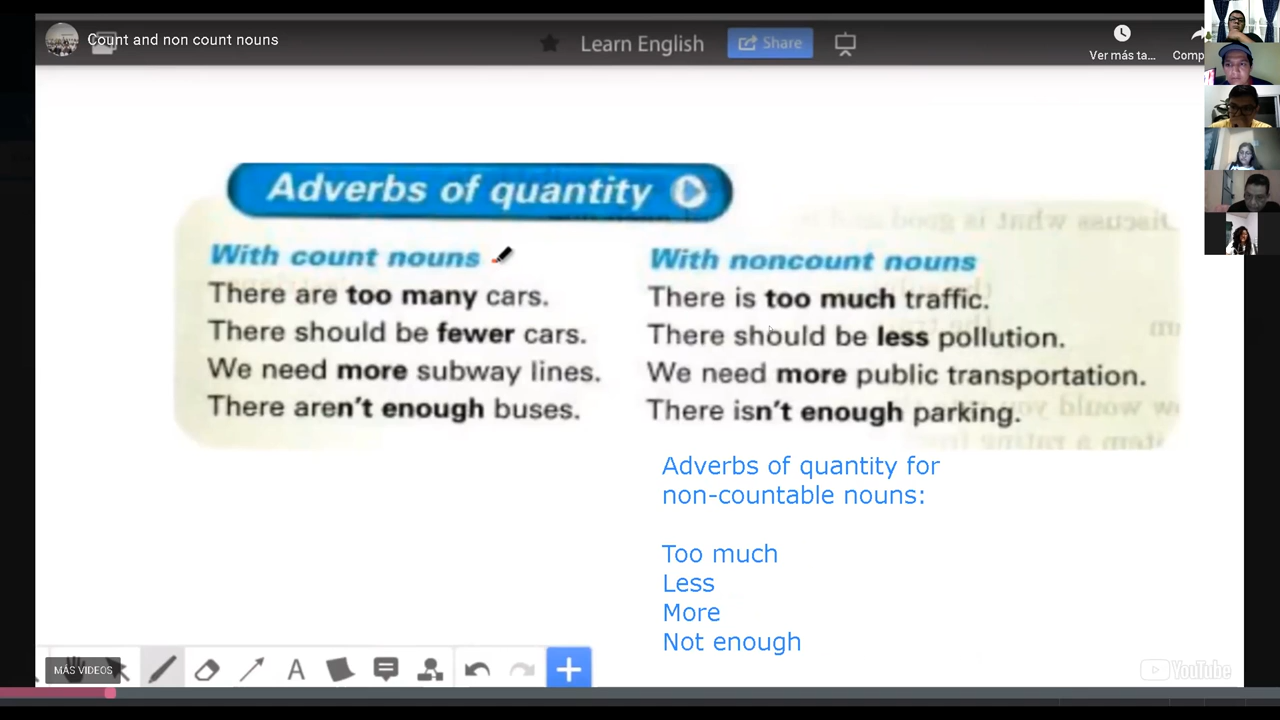 Count and non count nouns
Learn English
Share
Ver más ta...
Comp
Adverbs of quantity
With count nouns
There are too many cars.
There should be fewer cars.
We need more subway lines.
There aren't enough buses.
With noncount nouns
There is too much traffic.
There should be less pollution.
We need more public transportation.
There isn't enough parking.
Adverbs of quantity for
non-countable nouns:
Too much
Less
More
Not enough
MÁS VIDEOS
A
YouTube